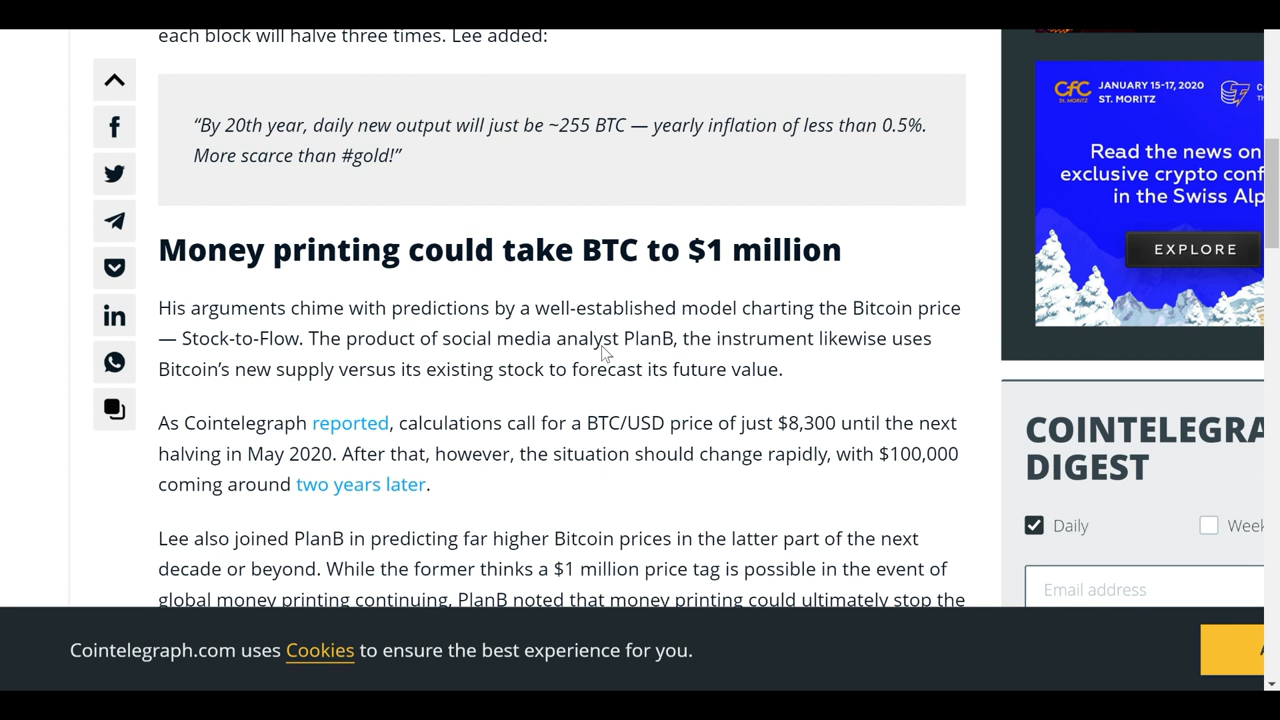 each block will halve three times. Lee added:
“By 20th year, daily new output will just be ~255 BTC — yearly inflation of less than 0.5%.
More scarce than #gold!”
Money printing could take BTC to $1 million
His arguments chime with predictions by a well-established model charting the Bitcoin price
— Stock-to-Flow. The product of social media analyst PlanB, the instrument likewise uses
Bitcoin’s new supply versus its existing stock to forecast its future value.
As Cointelegraph reported, calculations call for a BTC/USD price of just $8,300 until the next
halving in May 2020. After that, however, the situation should change rapidly, with $100,000
coming around two years later.
Lee also joined PlanB in predicting far higher Bitcoin prices in the latter part of the next
decade or beyond. While the former thinks a $1 million price tag is possible in the event of
global money printing continuing, PlanB noted that money printing could ultimately stop the
CfC
ST. MORITZ
JANUARY 15-17, 2020
ST. MORITZ
Read the news on
exclusive crypto conf
in the Swiss Alp
EXPLORE
COINTELEGRA
DIGEST
Daily
Week
Email address
Cointelegraph.com uses Cookies to ensure the best experience for you.